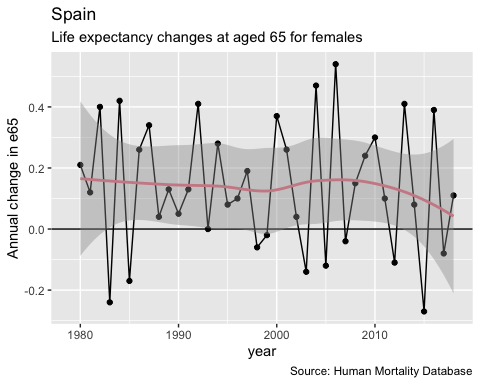 Spain
Life expectancy changes at aged 65 for females
Annual change in e65
0.4
0.2
0.0
-0.2
1980 1990 2000 2010
year
Source: Human Mortality Database